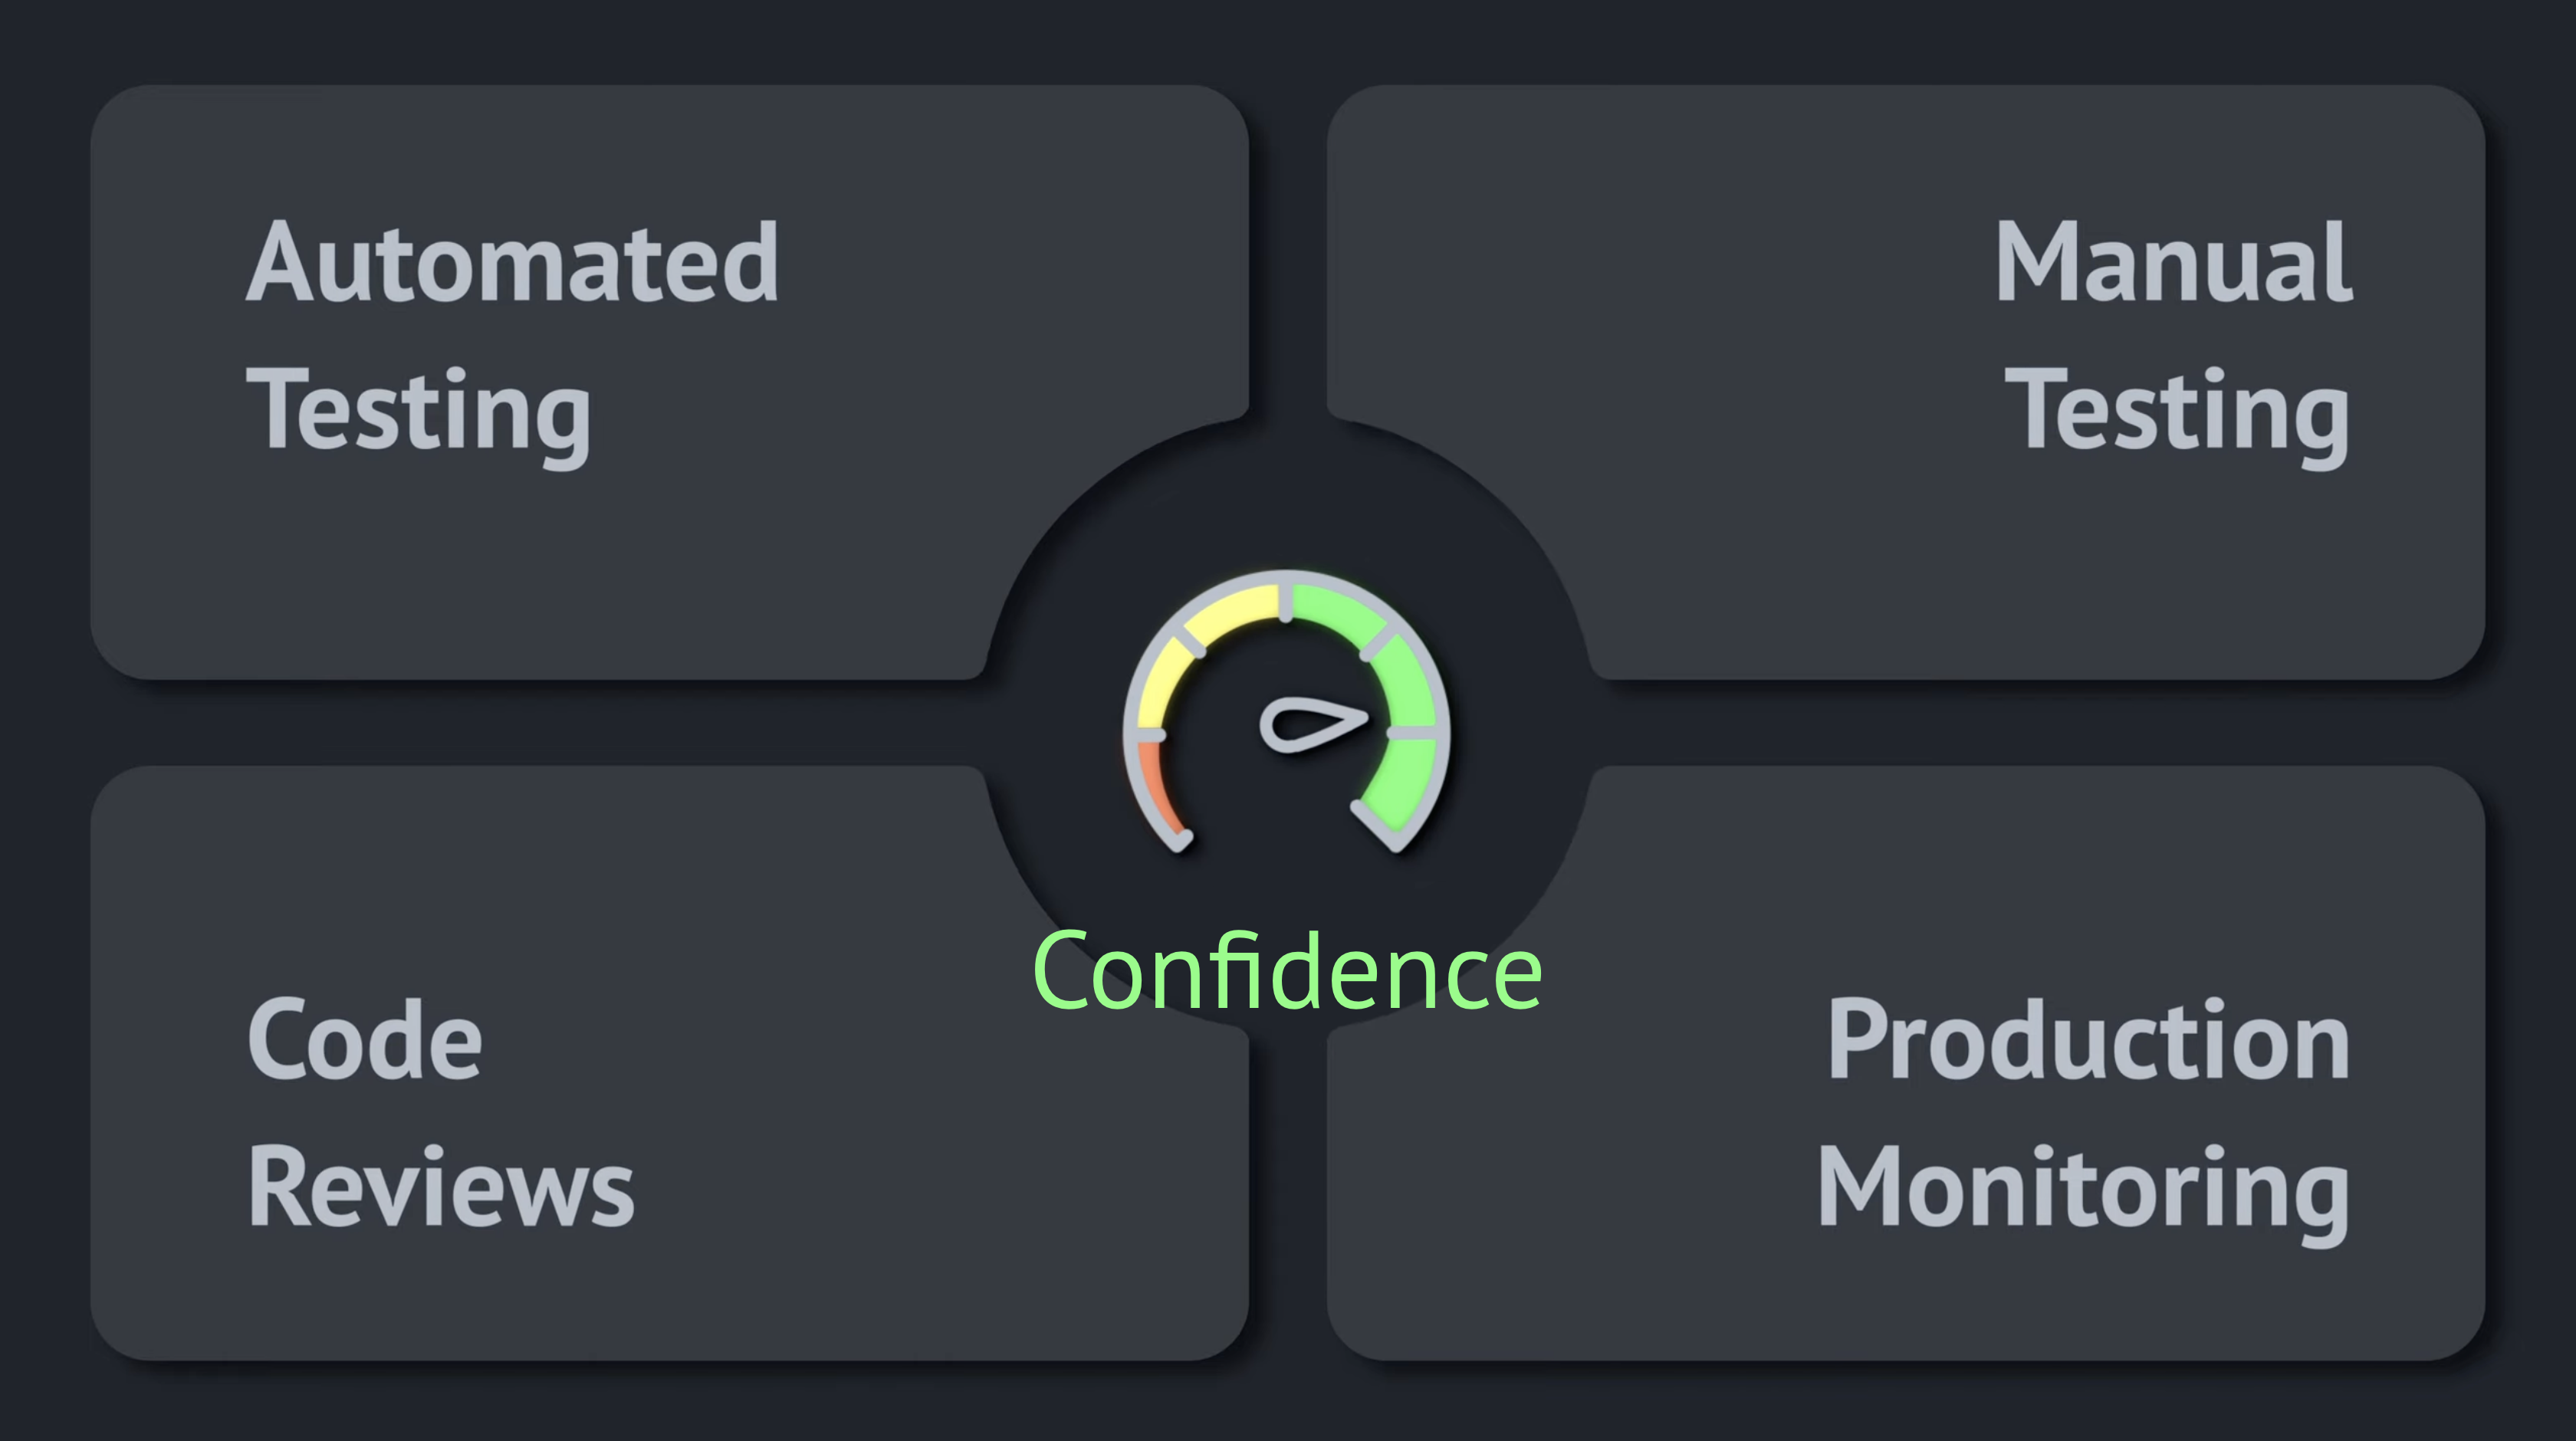 Automated
Testing
Manual
Testing
Confidence
Code
Reviews
Production
Monitoring